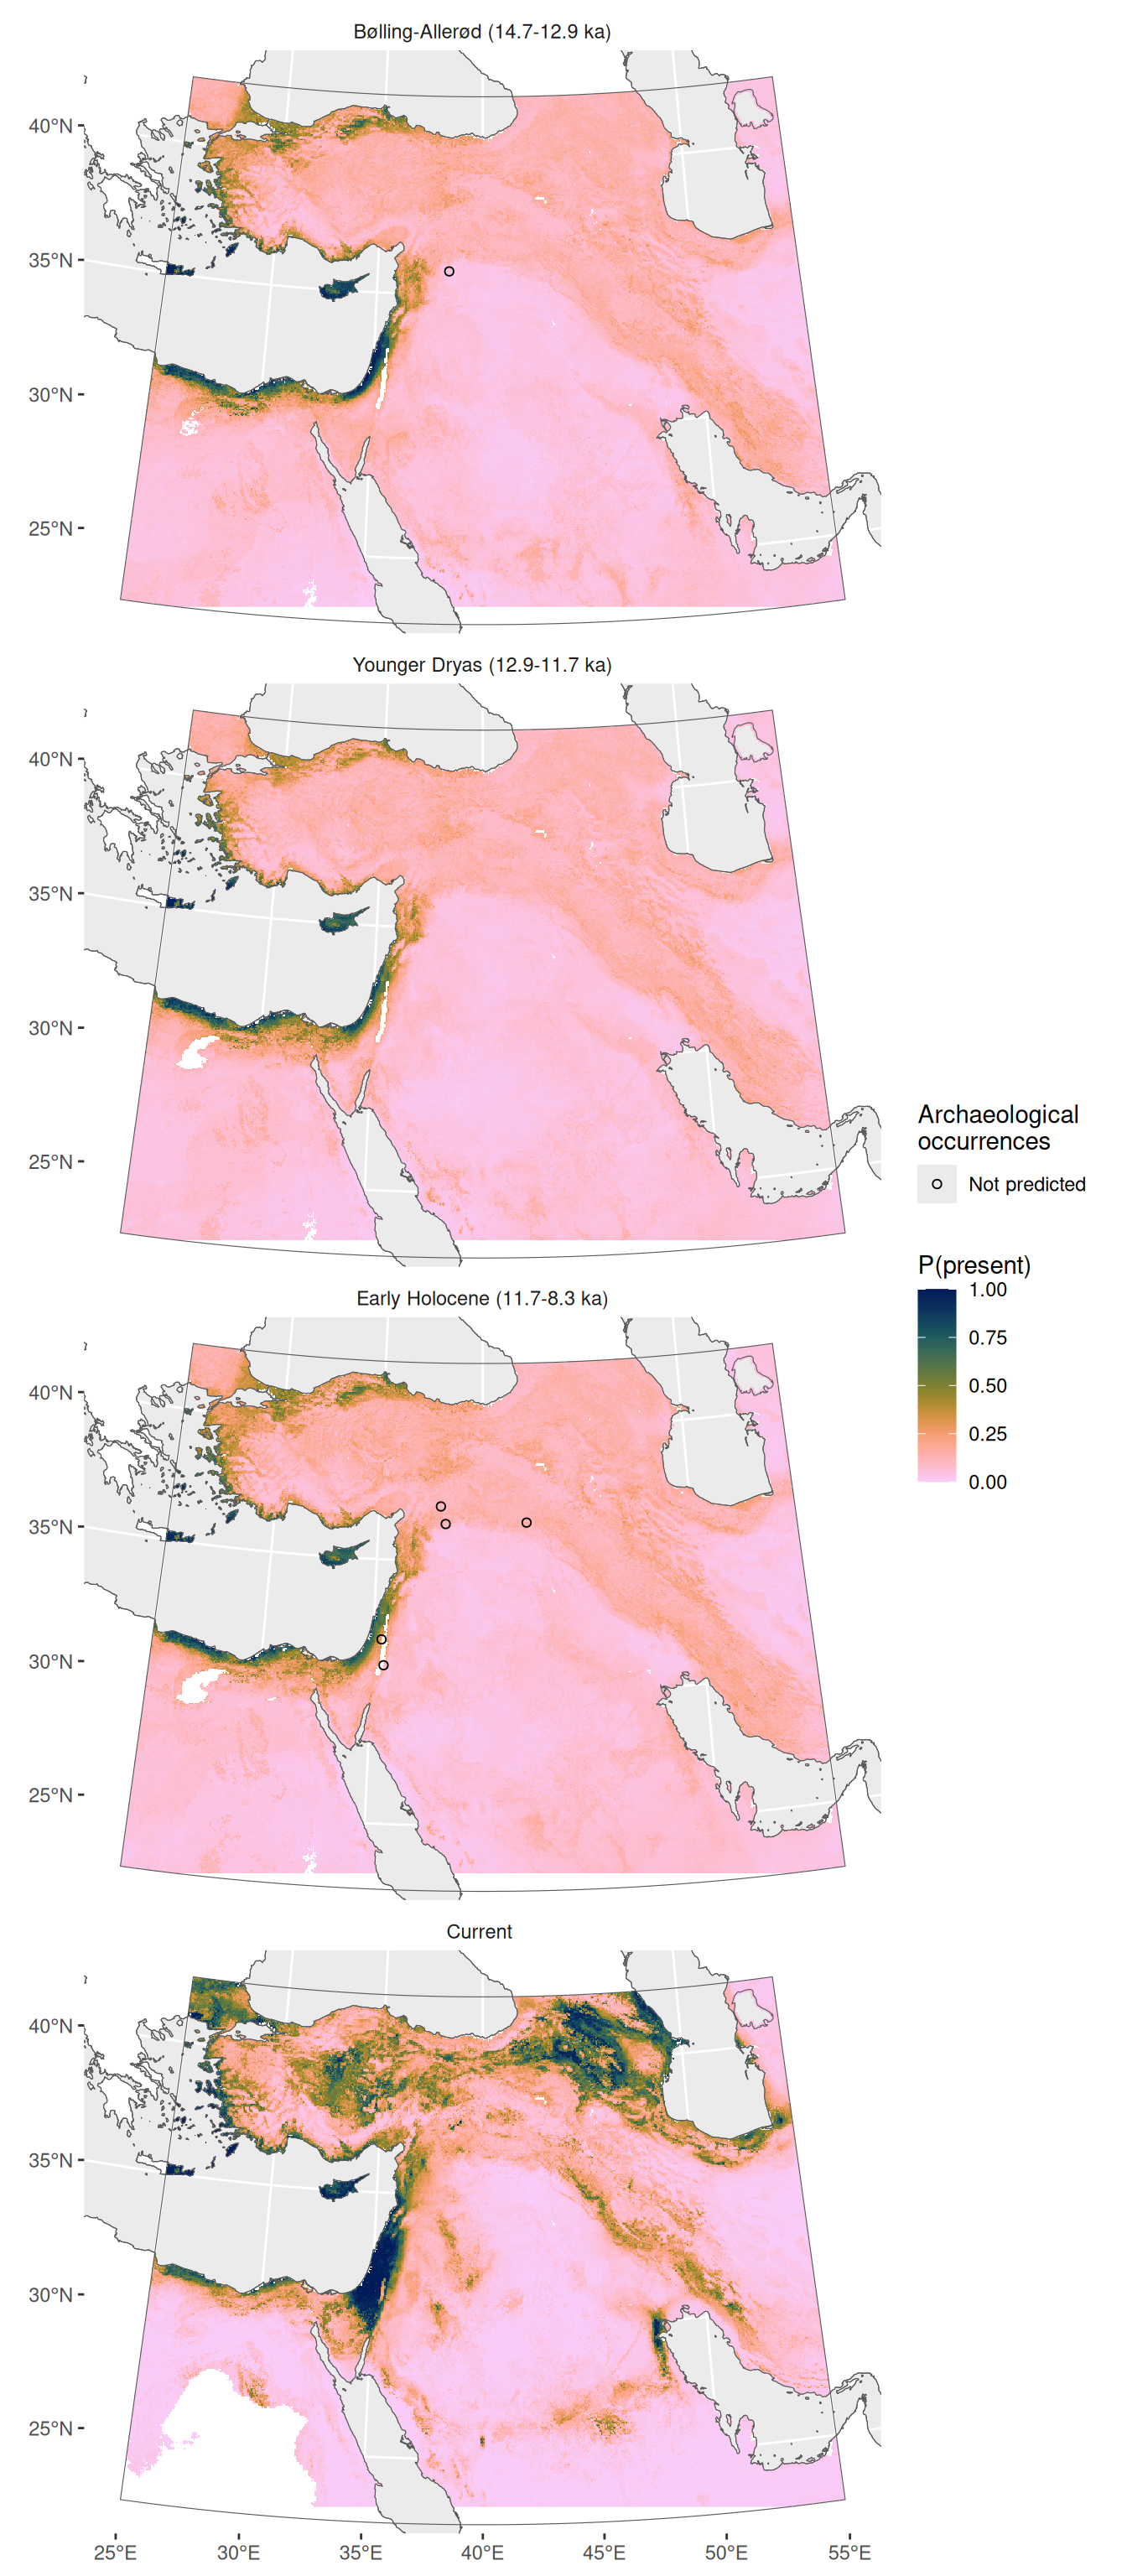 Bølling-Allerød (14.7-12.9 ka)
40°N
35°N
30°N
25°N
Younger Dryas (12.9-11.7 ka)
40°N
35°N
30°N
25°N
Archaeological
occurrences
Not predicted
P(present)
1.00
0.75
0.50
0.25
0.00
Early Holocene (11.7-8.3 ka)
40°N
35°N
30°N
25°N
Current
40°N
35°N
30°N
25°N
25°E 30°E 35°E 40°E 45°E 50°E 55°E